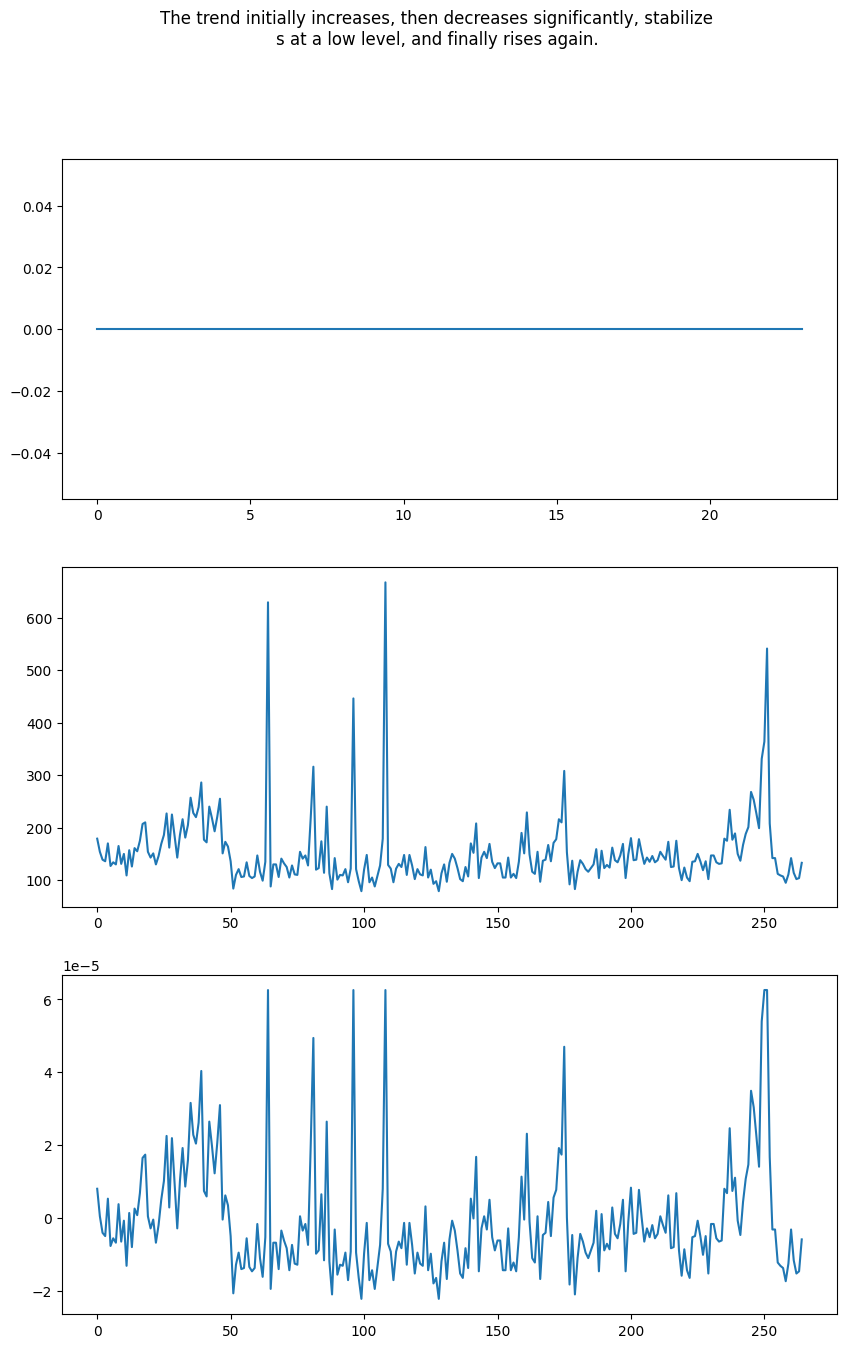 The trend initially increases, then decreases significantly, stabilize
s at a low level, and finally rises again.
0.04
0.02
0.00
−0.02
−0.04
0 5 10 15 20
600
500
400
300
200
100
0 50 100 150 200 250
1e−5
6
4
2
0
−2
0 50 100 150 200 250